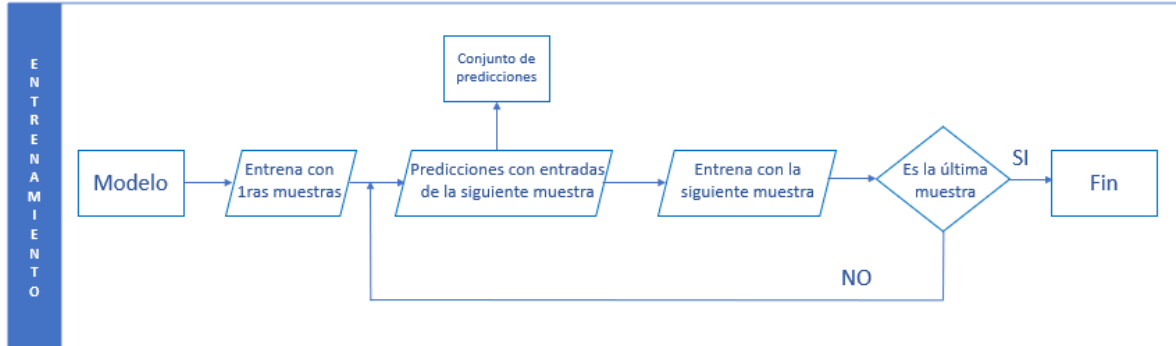 ENTRENAMIENTO
Conjunto de
predicciones
Modelo
Entrena con
1ras muestras
Predicciones con entradas
de la siguiente muestra
Entrena con la
siguiente muestra
Es la última
muestra
SI
Fin
NO